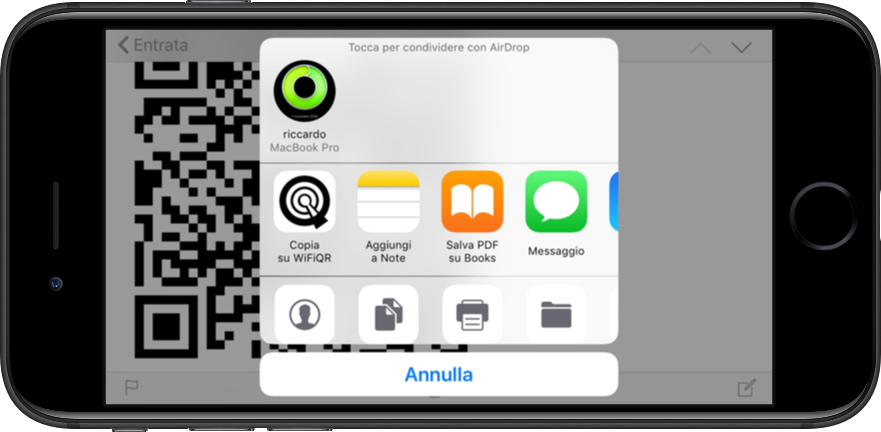 Entrata
Tocca per condividere con AirDrop
riccardo
MacBook Pro
Copia
su WiFiQR
Aggiungi
a Note
Salva PDF
su Books
Messaggio
Annulla